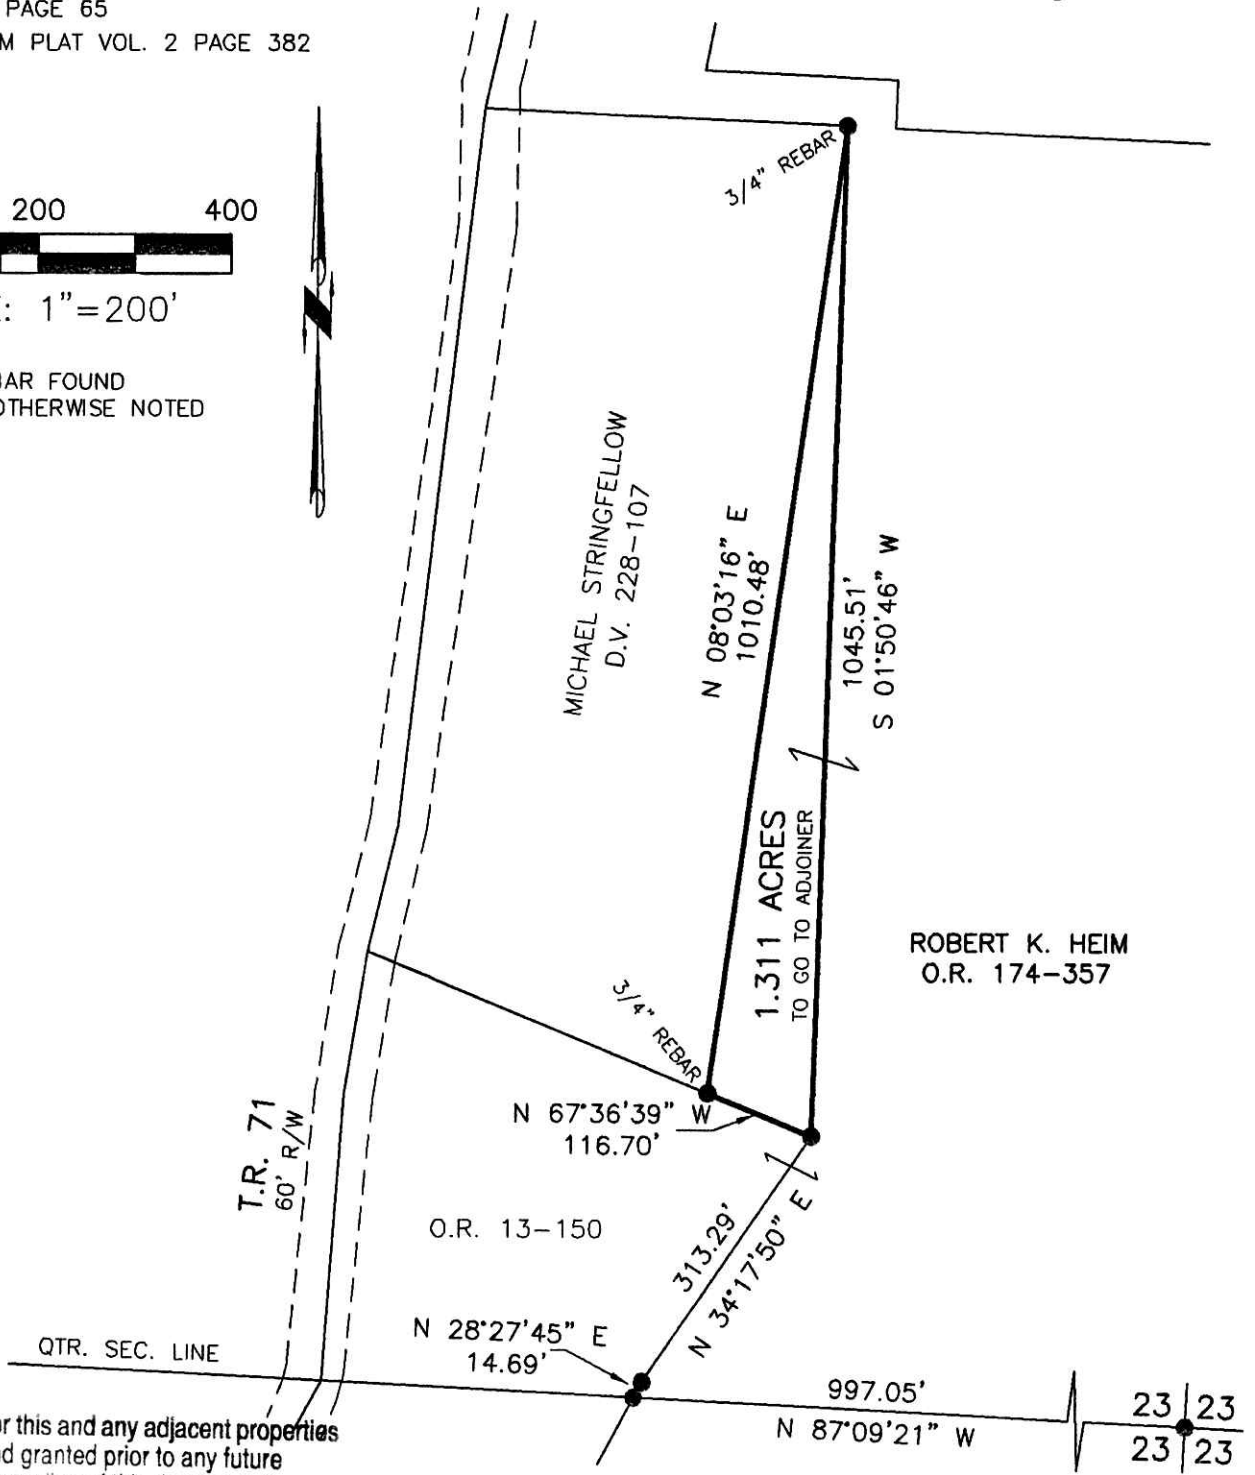 PAGE 65
M PLAT VOL. 2 PAGE 382
200 400
: 1"=200'
AR FOUND
OTHERWISE NOTED
3/4" REBAR
MICHAEL STRINGFELLOW
D.V. 228-107
N 08°03'16" E
1010.48'
1045.51'
S 01°50'46" W
1.311 ACRES
TO GO TO ADJOINER
ROBERT K. HEIM
O.R. 174-357
3/4" REBAR
N 67°36'39" W
116.70'
T.R. 71
60' R/W
O.R. 13-150
313.29'
N 34°17'50" E
N 28°27'45" E
14.69'
QTR. SEC. LINE
997.05'
N 87°09'21" W
23 23
23 23
r this and any adjacent properties
d granted prior to any future